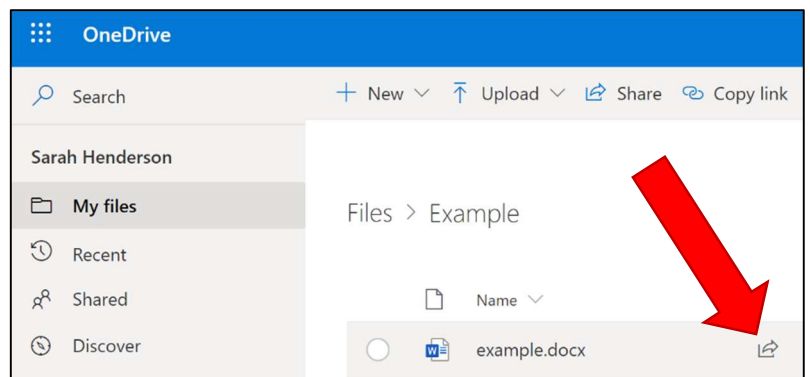 OneDrive
Search
New Upload Share Copy link
Sarah Henderson
My files
Files > Example
Recent
Shared
Name
Discover
example.docx